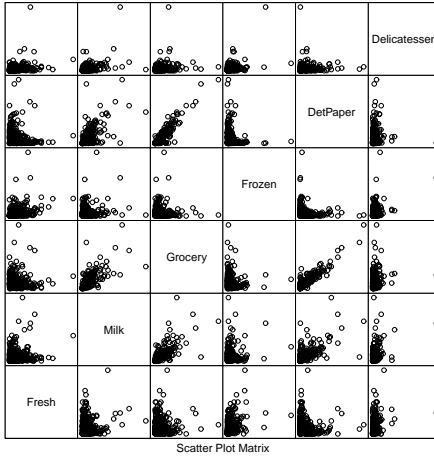 Delicatessen
DetPaper
Frozen
Grocery
Milk
Fresh
Scatter Plot Matrix